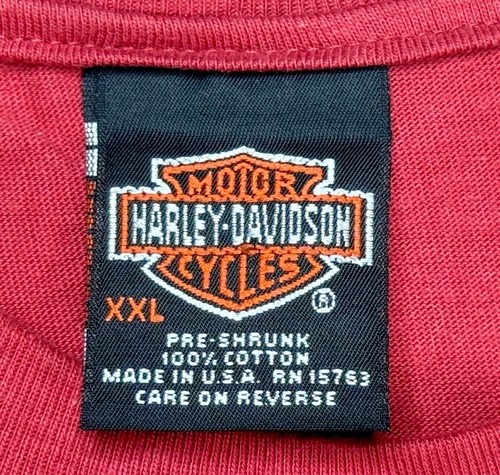 MOTOR
HARLEY-DAVIDSON
CYCLES
XXL ®
PRE-SHRUNK
100% COTTON
MADE IN U.S.A. RN 15763
CARE ON REVERSE